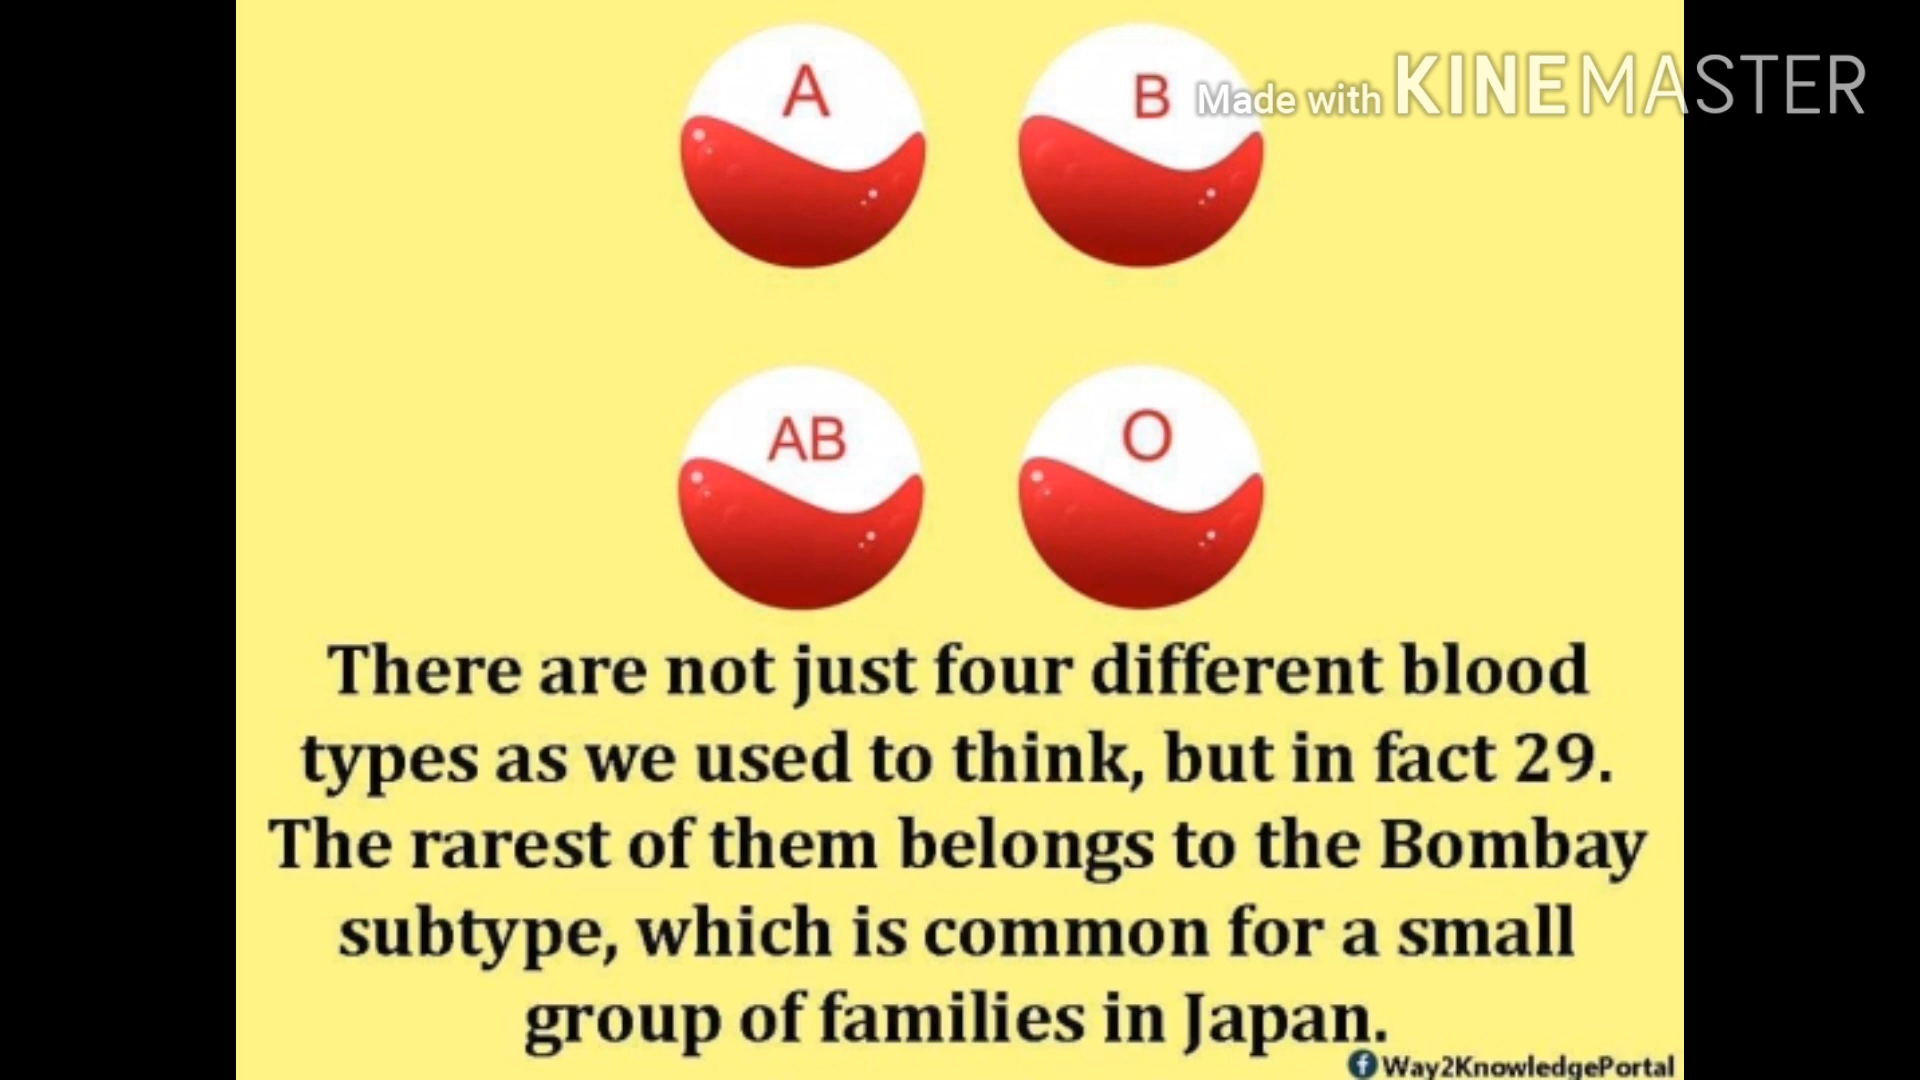 A
B
Made with KINEMASTER
AB
O
There are not just four different blood
types as we used to think, but in fact 29.
The rarest of them belongs to the Bombay
subtype, which is common for a small
group of families in Japan.
f Way2KnowledgePortal